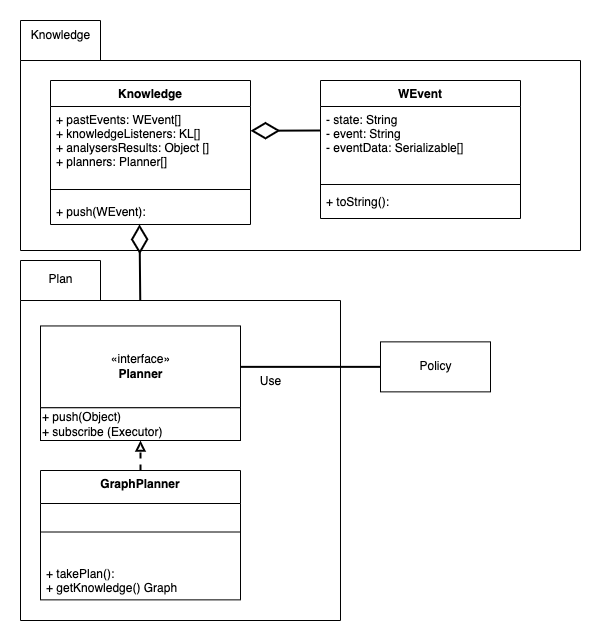 Knowledge
Knowledge
+ pastEvents: WEvent[]
+ knowledgeListeners: KL[]
+ analysersResults: Object []
+ planners: Planner[]
+ push(WEvent):
WEvent
- state: String
- event: String
- eventData: Serializable[]
+ toString():
Plan
«interface»
Planner
+ push(Object)
+ subscribe (Executor)
Use
Policy
GraphPlanner
+ takePlan():
+ getKnowledge() Graph